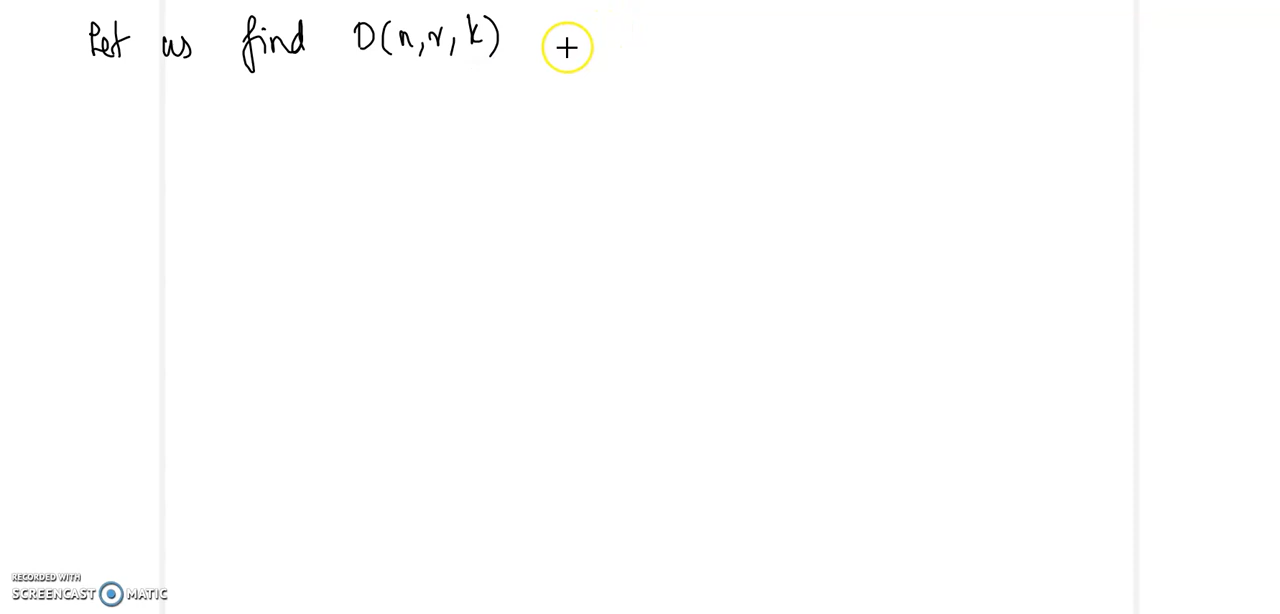 Let us find D(n,r,k)
RECORDED WITH
SCREENCAST MATIC